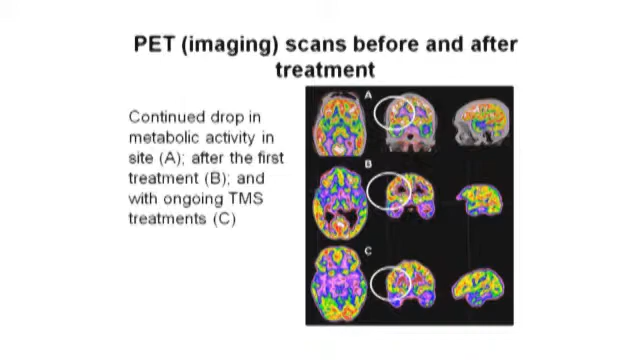 PET (imaging) scans before and after
treatment
Continued drop in
metabolic activity in
site (A); after the first
treatment (B); and
with ongoing TMS
treatments (C)
A
B
C